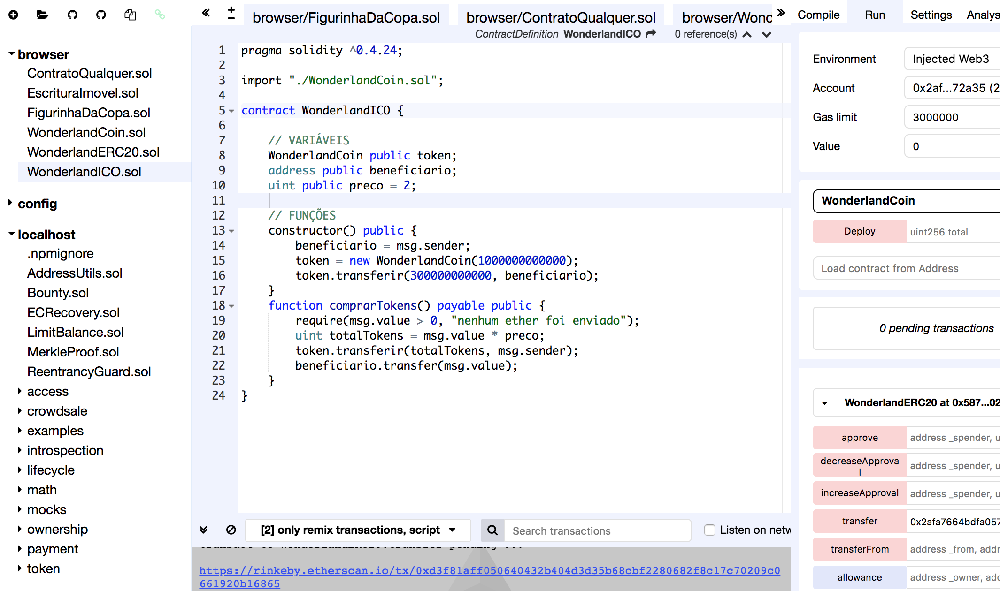 browser/FigurinhaDaCopa.sol browser/ContratoQualquer.sol browser/Wond
Compile Run Settings Analys
ContractDefinition WonderlandICO 0 reference(s)
browser
ContratoQualquer.sol
EscrituraImovel.sol
FigurinhaDaCopa.sol
WonderlandCoin.sol
WonderlandERC20.sol
WonderlandICO.sol
config
localhost
.npmignore
AddressUtils.sol
Bounty.sol
ECRecovery.sol
LimitBalance.sol
MerkleProof.sol
ReentrancyGuard.sol
access
crowdsale
examples
introspection
lifecycle
math
mocks
ownership
payment
token
1 pragma solidity ^0.4.24;
2
3 import "./WonderlandCoin.sol";
4
5 contract WonderlandICO {
6
7 // VARIÁVEIS
8 WonderlandCoin public token;
9 address public beneficiario;
10 uint public preco = 2;
11
12 // FUNÇÕES
13 constructor() public {
14 beneficiario = msg.sender;
15 token = new WonderlandCoin(1000000000000);
16 token.transferir(300000000000, beneficiario);
17 }
18 function comprarTokens() payable public {
19 require(msg.value > 0, "nenhum ether foi enviado");
20 uint totalTokens = msg.value * preco;
21 token.transferir(totalTokens, msg.sender);
22 beneficiario.transfer(msg.value);
23 }
24 }
[2] only remix transactions, script Search transactions Listen on netw
https://rinkeby.etherscan.io/tx/0xd3f81aff050640432b404d3d35b68cbf2280682f8c17c70209c0
661920b16865
Environment Injected Web3
Account 0x2af...72a35 (2
Gas limit 3000000
Value 0
WonderlandCoin
Deploy uint256 total
Load contract from Address
0 pending transactions
WonderlandERC20 at 0x587...02
approve address _spender, u
decreaseApprova
l address _spender, u
increaseApproval address _spender, u
transfer 0x2afa7664bdfa057
transferFrom address _from, addr
allowance address _owner, add